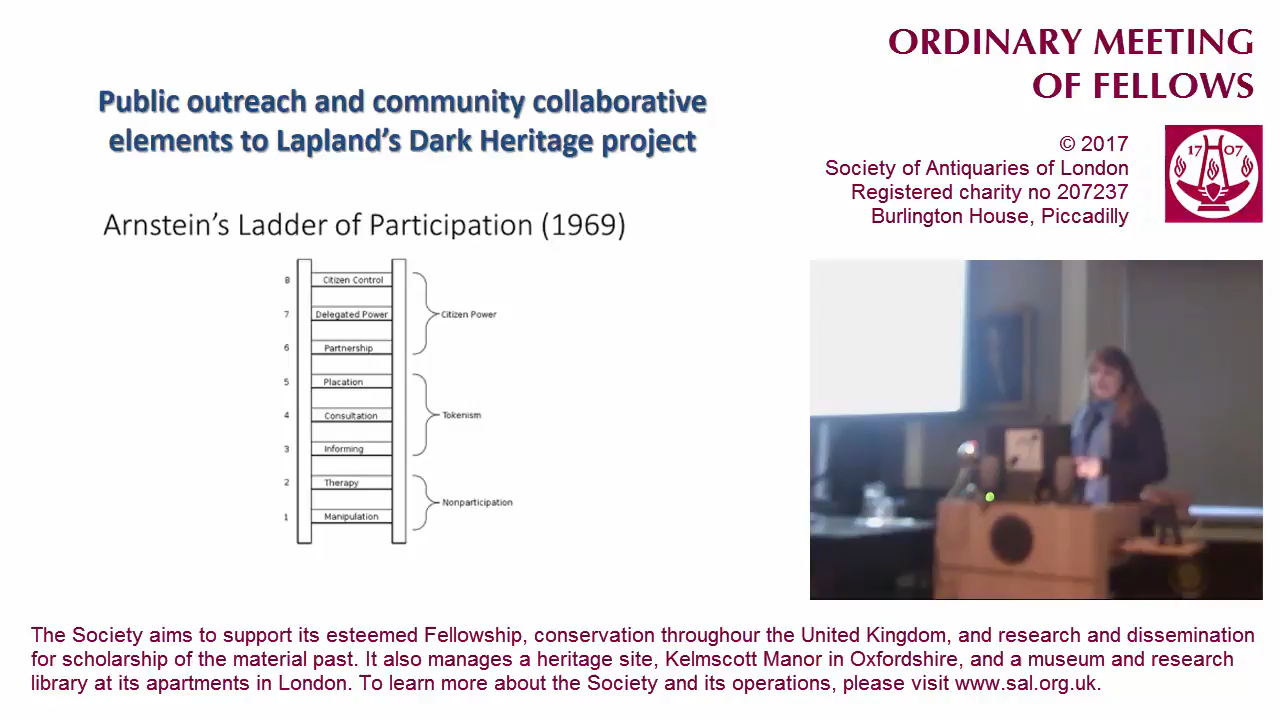 Public outreach and community collaborative
elements to Lapland's Dark Heritage project
Arnstein's Ladder of Participation (1969)
8 Citizen Control
7 Delegated Power
Citizen Power
6 Partnership
5 Placation
4 Consultation
Tokenism
3 Informing
2 Therapy
Nonparticipation
1 Manipulation
ORDINARY MEETING
OF FELLOWS
© 2017
Society of Antiquaries of London
Registered charity no 207237
Burlington House, Piccadilly
17 07
The Society aims to support its esteemed Fellowship, conservation throughour the United Kingdom, and research and dissemination
for scholarship of the material past. It also manages a heritage site, Kelmscott Manor in Oxfordshire, and a museum and research
library at its apartments in London. To learn more about the Society and its operations, please visit www.sal.org.uk.